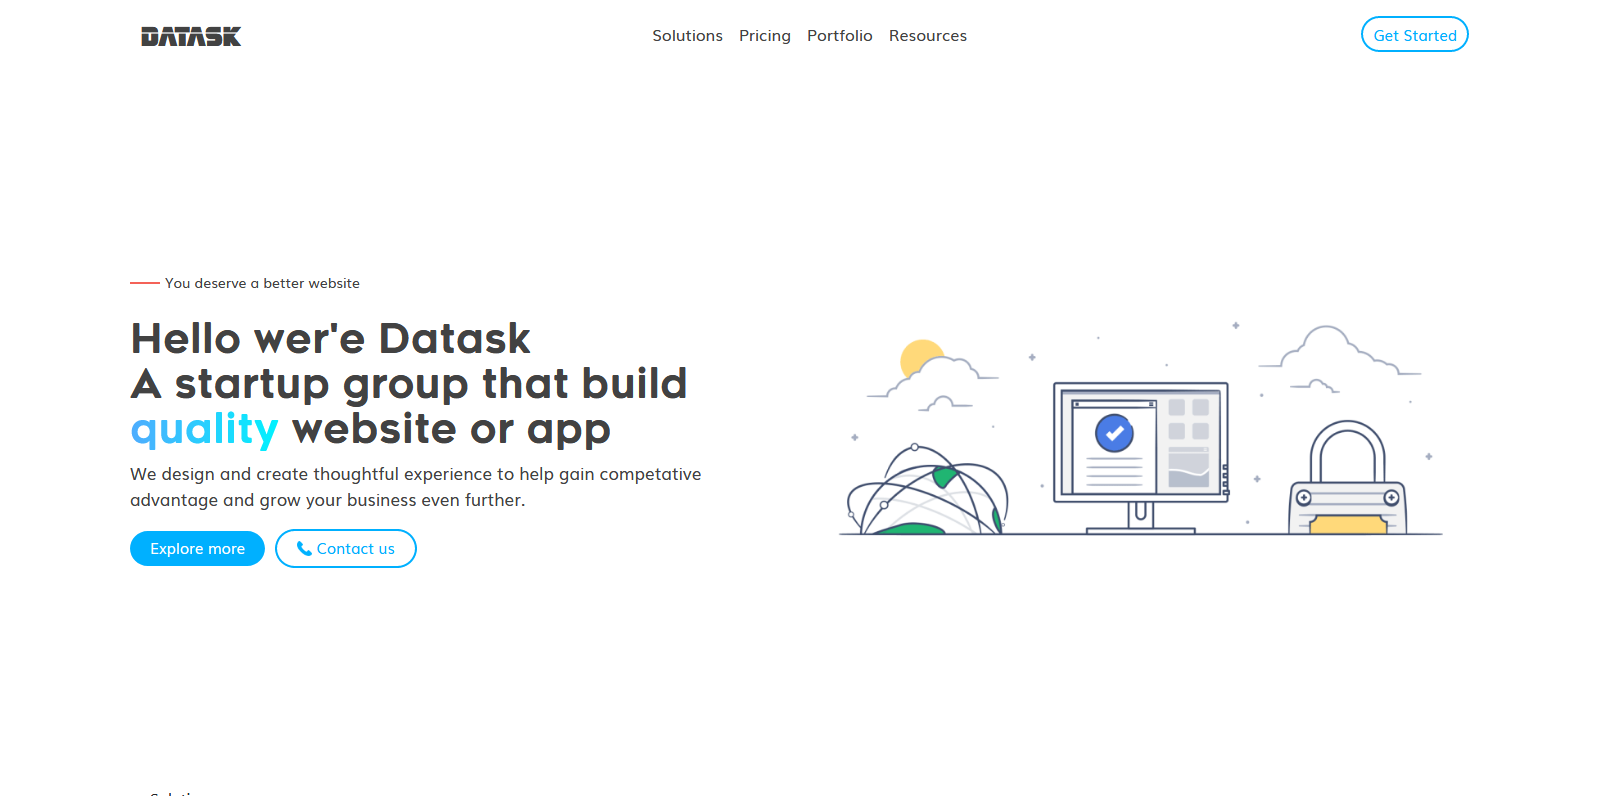 DATASK
Solutions Pricing Portfolio Resources
Get Started
You deserve a better website
Hello wer'e Datask
A startup group that build
quality website or app
We design and create thoughtful experience to help gain competative
advantage and grow your business even further.
Explore more
Contact us